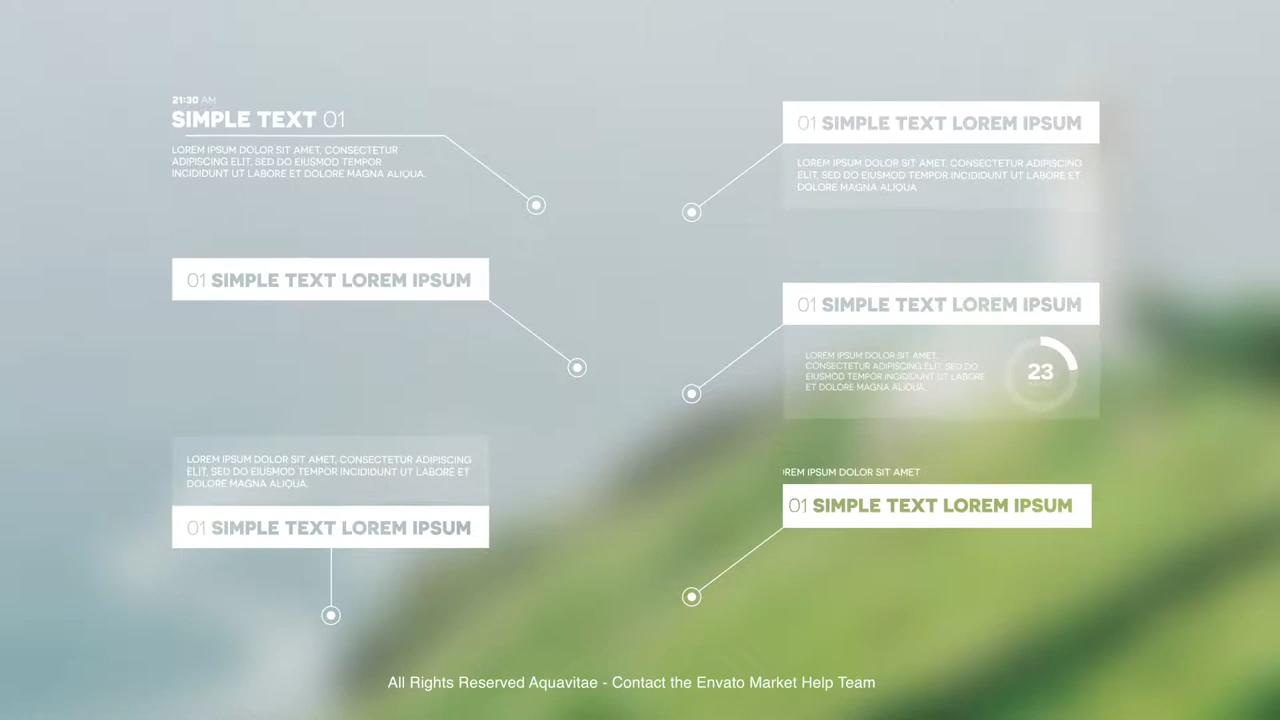 21:30 AM
SIMPLE TEXT 01
LOREM IPSUM DOLOR SIT AMET, CONSECTETUR
ADIPISCING ELIT, SED DO EIUSMOD TEMPOR
INCIDIDUNT UT LABORE ET DOLORE MAGNA ALIQUA.
01 SIMPLE TEXT LOREM IPSUM
LOREM IPSUM DOLOR SIT AMET, CONSECTETUR ADIPISCING
ELIT, SED DO EIUSMOD TEMPOR INCIDIDUNT UT LABORE ET
DOLORE MAGNA ALIQUA
01 SIMPLE TEXT LOREM IPSUM
01 SIMPLE TEXT LOREM IPSUM
LOREM IPSUM DOLOR SIT AMET,
CONSECTETUR ADIPISCING ELIT, SED DO
EIUSMOD TEMPOR INCIDIDUNT UT LABORE
ET DOLORE MAGNA ALIQUA.
23
LOREM IPSUM DOLOR SIT AMET, CONSECTETUR ADIPISCING
ELIT, SED DO EIUSMOD TEMPOR INCIDIDUNT UT LABORE ET
DOLORE MAGNA ALIQUA.
01 SIMPLE TEXT LOREM IPSUM
OREM IPSUM DOLOR SIT AMET
01 SIMPLE TEXT LOREM IPSUM
All Rights Reserved Aquavitae - Contact the Envato Market Help Team